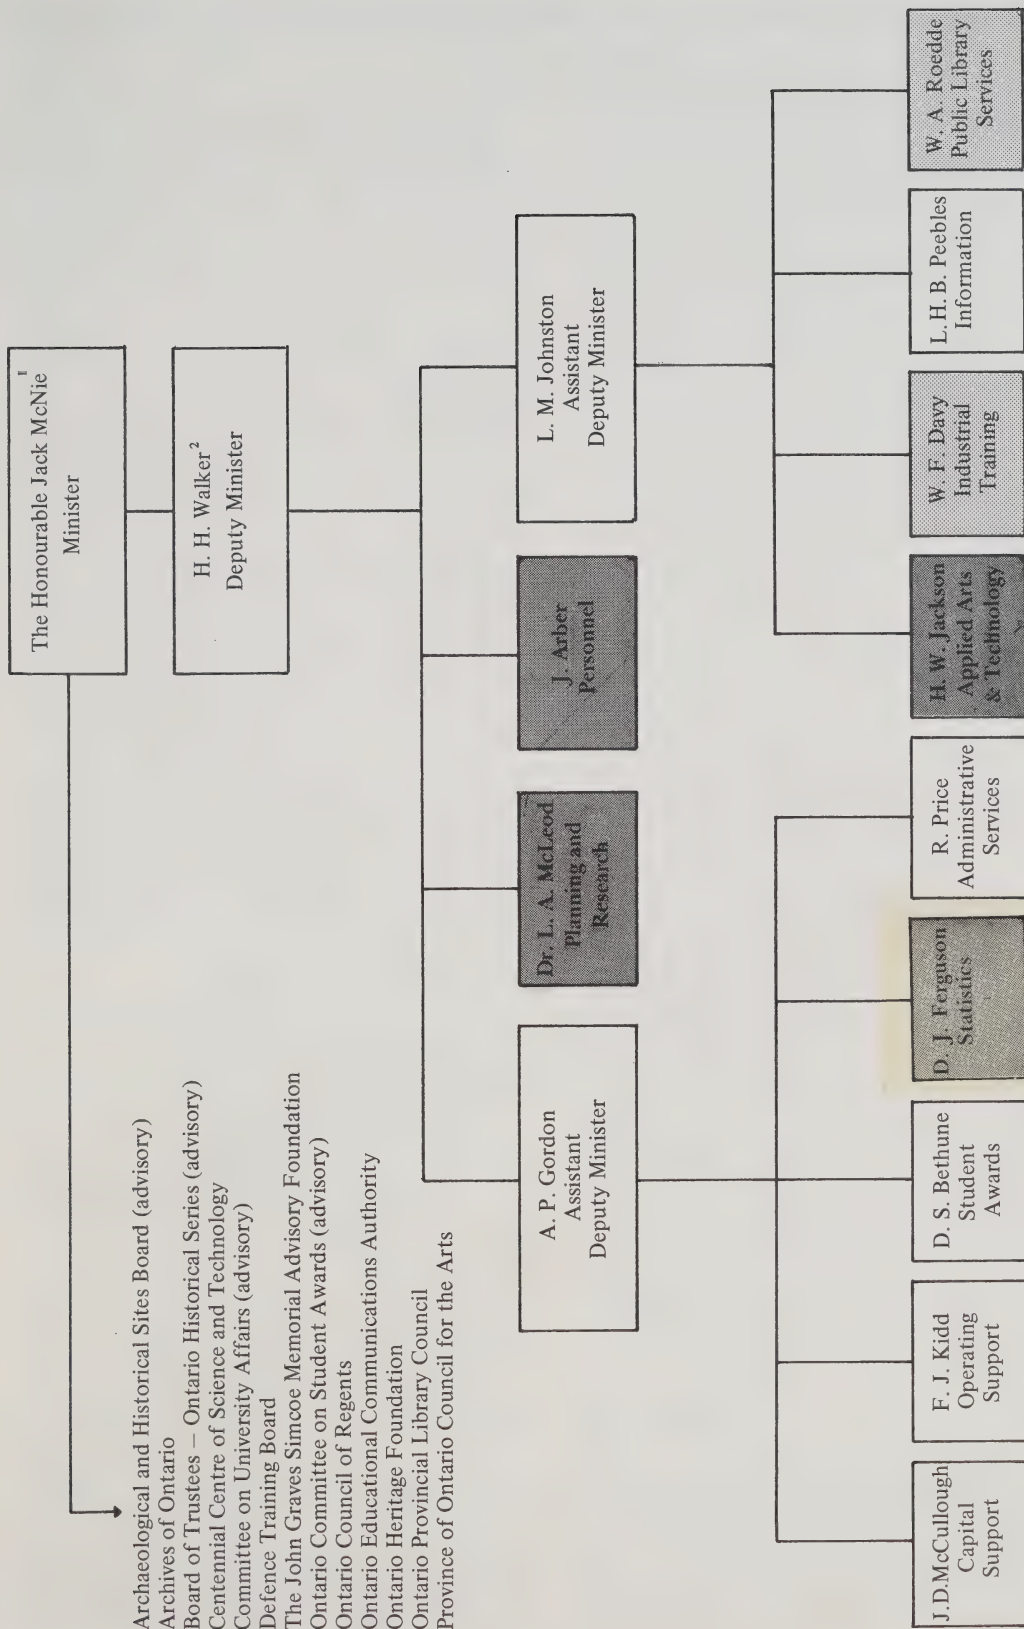 The Honourable Jack McNie¹
Minister
H. H. Walker²
Deputy Minister
Archaeological and Historical Sites Board (advisory)
Archives of Ontario
Board of Trustees — Ontario Historical Series (advisory)
Centennial Centre of Science and Technology
Committee on University Affairs (advisory)
Defence Training Board
The John Graves Simcoe Memorial Advisory Foundation
Ontario Committee on Student Awards (advisory)
Ontario Council of Regents
Ontario Educational Communications Authority
Ontario Heritage Foundation
Ontario Provincial Library Council
Province of Ontario Council for the Arts
A. P. Gordon
Assistant
Deputy Minister
Dr. L. A. McLeod
Planning and
Research
J. Arber
Personnel
L. M. Johnston
Assistant
Deputy Minister
J.D.McCullough
Capital
Support
F. J. Kidd
Operating
Support
D. S. Bethune
Student
Awards
D. J. Ferguson
Statistics
R. Price
Administrative
Services
H. W. Jackson
Applied Arts
& Technology
W. F. Davy
Industrial
Training
L. H. B. Peebles
Information
W. A. Roedde
Public Library
Services